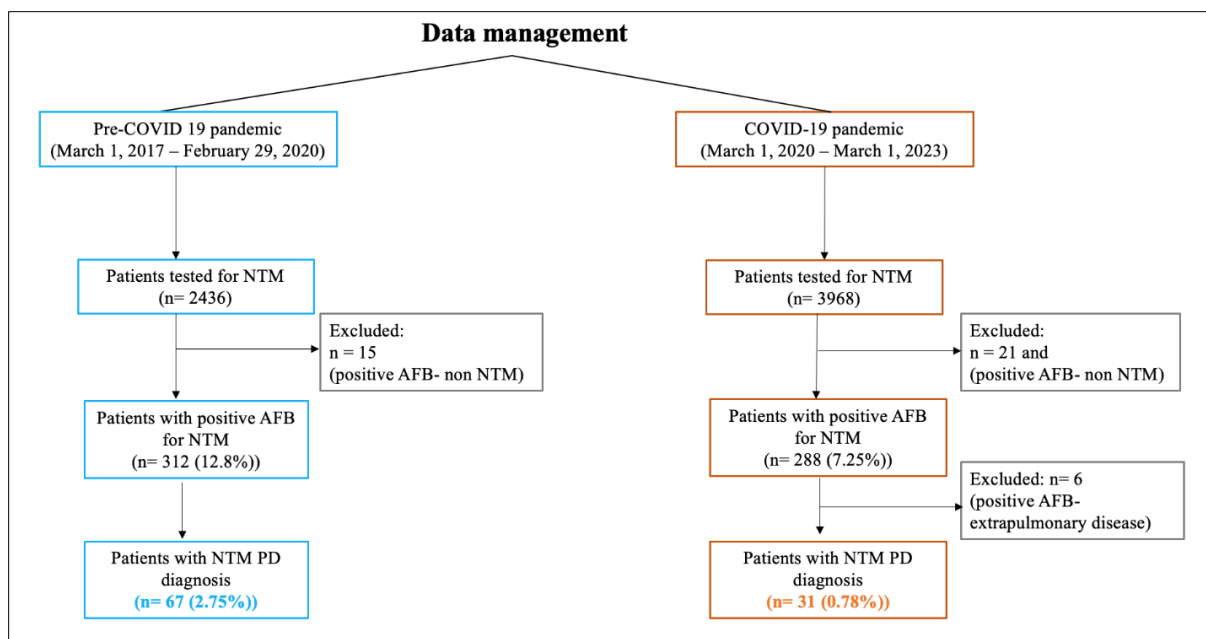 Data management
Pre-COVID 19 pandemic
(March 1, 2017 – February 29, 2020)
COVID-19 pandemic
(March 1, 2020 – March 1, 2023)
Patients tested for NTM
(n= 2436)
Patients tested for NTM
(n= 3968)
Excluded:
n = 15
(positive AFB- non NTM)
Excluded:
n = 21 and
(positive AFB- non NTM)
Patients with positive AFB
for NTM
(n= 312 (12.8%))
Patients with positive AFB
for NTM
(n= 288 (7.25%))
Excluded: n= 6
(positive AFB-
extrapulmonary disease)
Patients with NTM PD
diagnosis
(n= 67 (2.75%))
Patients with NTM PD
diagnosis
(n= 31 (0.78%))